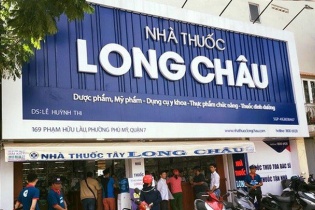 NHÀ THUỐC
LONG CHÂU
Dược phẩm, Mỹ phẩm - Dụng cụ y khoa - Thực phẩm chức năng - Thuốc dinh dưỡng
DS: LÊ HUỲNH THI
169 PHẠM HỮU LẦU, PHƯỜNG PHÚ MỸ, QUẬN 7
NHÀ THUỐC TÂY LONG CHÂU